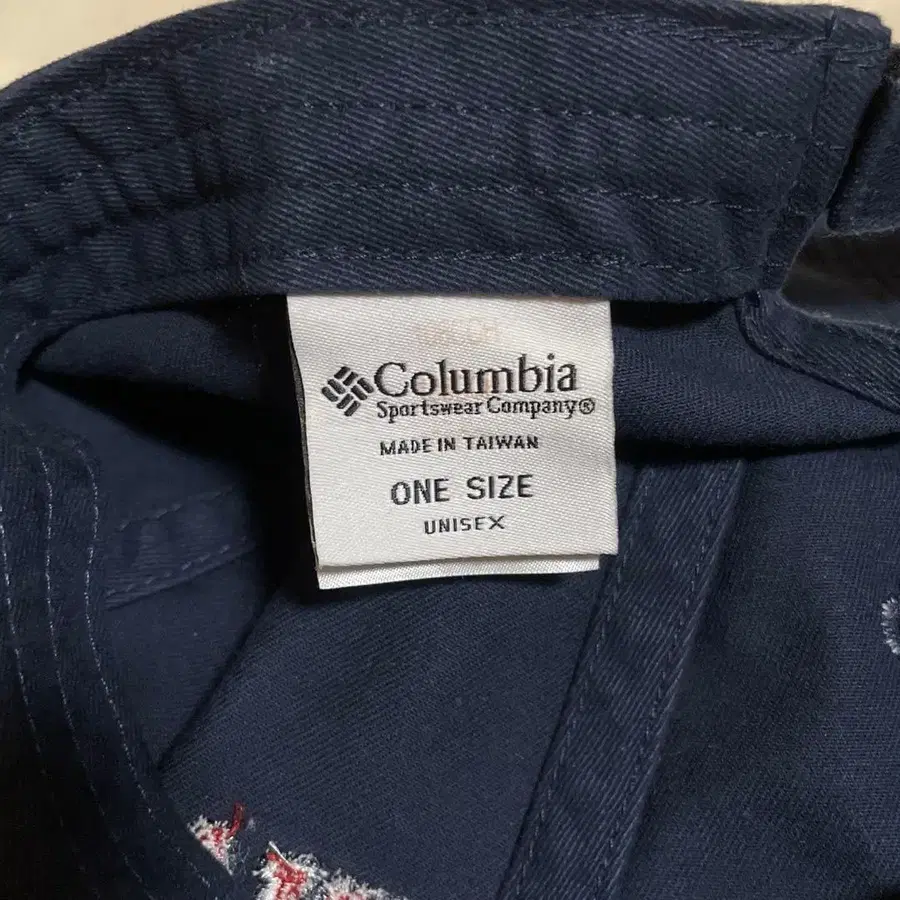 Columbia
Sportswear Company®
MADE IN TAIWAN
ONE SIZE
UNISEX